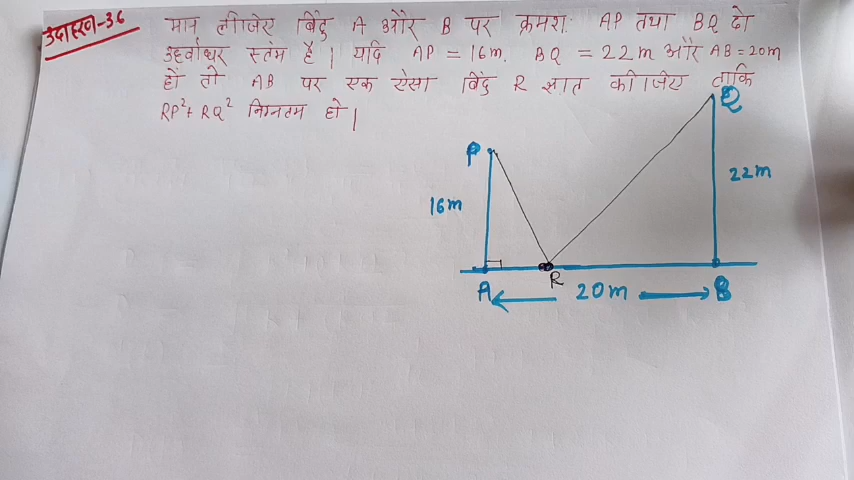 उदाहरण-36
मान लीजिए बिंदु A और B पर क्रमशः AP तथा BQ दो
उर्ध्वाधर स्तंभ है। यदि AP = 16m. BQ = 22m और AB = 20m
हों तो AB पर एक ऐसा बिंदु R ज्ञात कीजिए ताकि
RP² + RQ² निम्नतम हो।
Q
P
22m
16m
R
A
20m
B